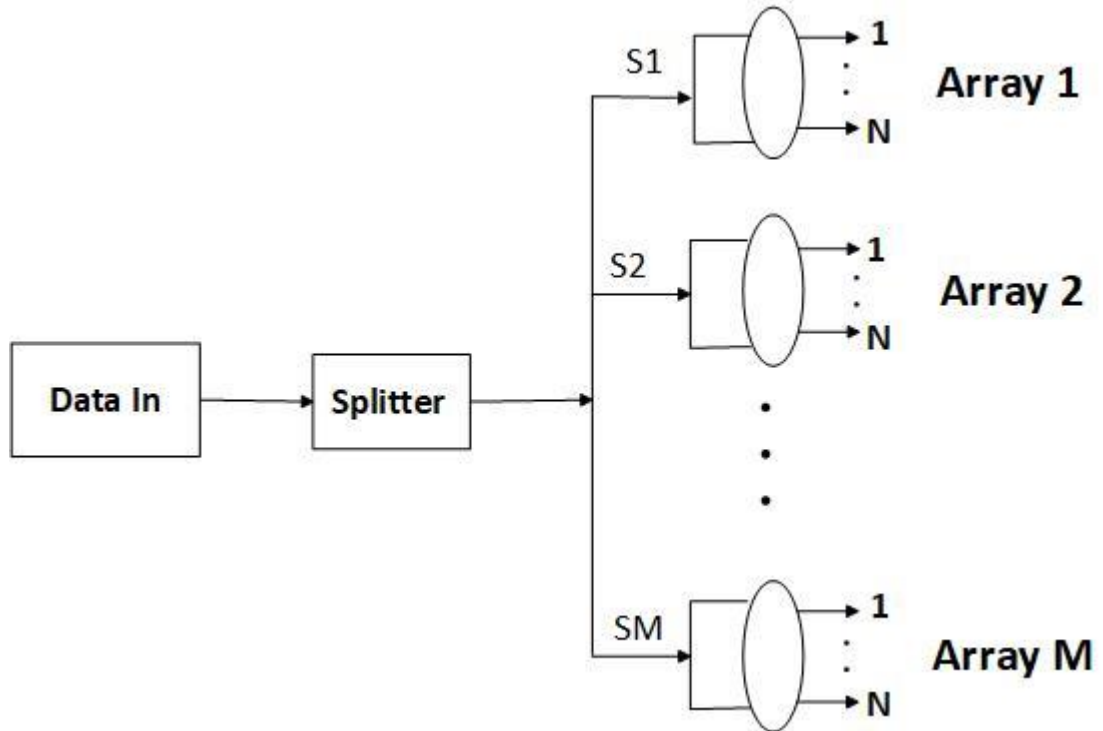 Data In
Splitter
S1
1
N
Array 1
S2
1
N
Array 2
SM
1
N
Array M